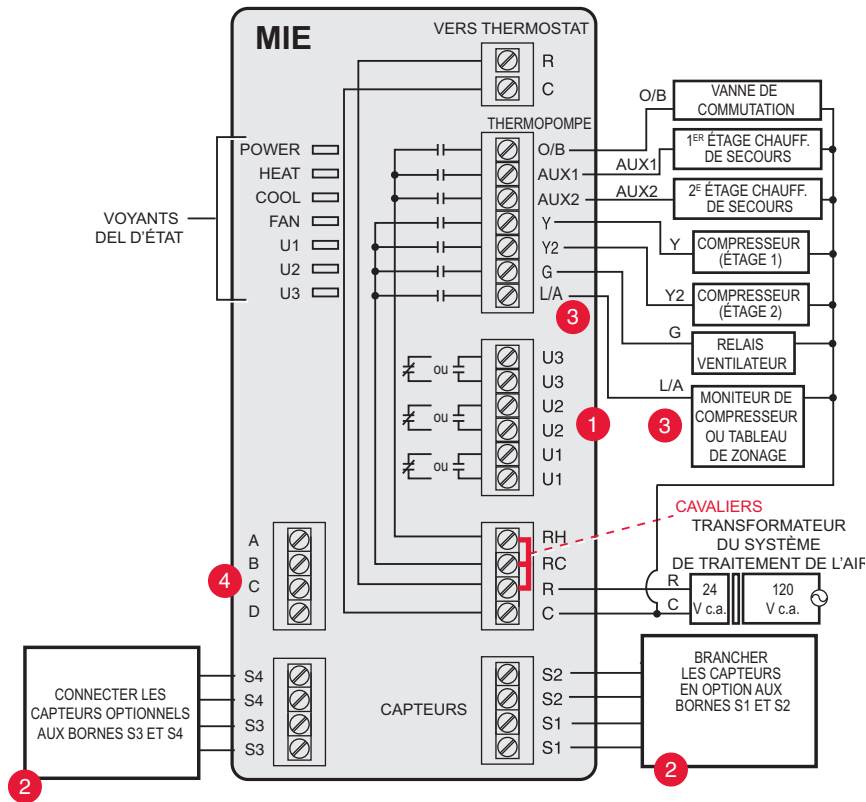 MIE
VERS THERMOSTAT
R
C
THERMOPOMPE
O/B
AUX1
AUX2
Y
Y2
G
L/A
3
VOYANTS
DEL D'ÉTAT
POWER
HEAT
COOL
FAN
U1
U2
U3
O/B
VANNE DE
COMMUTATION
AUX1
1ER ÉTAGE CHAUFF.
DE SECOURS
AUX2
2E ÉTAGE CHAUFF.
DE SECOURS
Y
COMPRESSEUR
(ÉTAGE 1)
Y2
COMPRESSEUR
(ÉTAGE 2)
G
RELAIS
VENTILATEUR
L/A
3
MONITEUR DE
COMPRESSEUR
OU TABLEAU
DE ZONAGE
ou
ou
ou
U3
U3
U2
U2
U1
U1
1
CAVALIERS
TRANSFORMATEUR
DU SYSTÈME
DE TRAITEMENT DE L'AIR
R
C
24
V c.a.
120
V c.a.
RH
RC
R
C
4
A
B
C
D
CONNECTER LES
CAPTEURS OPTIONNELS
AUX BORNES S3 ET S4
2
S4
S4
S3
S3
CAPTEURS
S2
S2
S1
S1
BRANCHER
LES CAPTEURS
EN OPTION AUX
BORNES S1 ET S2
2